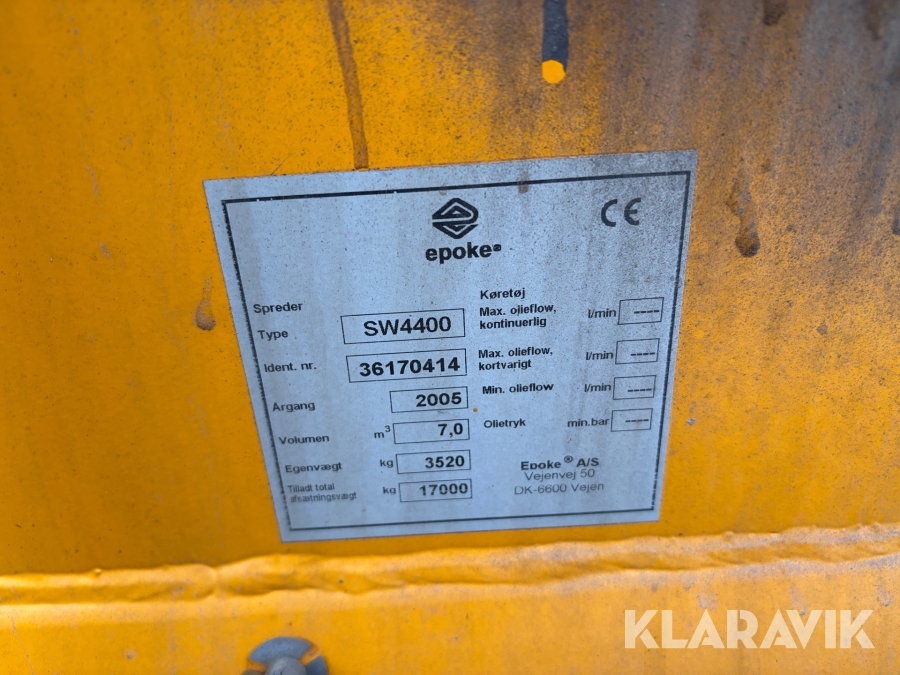 epoke®
CE
Spreder
Type SW4400
Ident. nr. 36170414
Årgang 2005
Volumen m³ 7,0
Egenvægt kg 3520
Tilladt total
afsætningsvægt kg 17000
Køretøj
Max. olieflow,
kontinuerlig l/min ----
Max. olieflow,
kortvarigt l/min ----
Min. olieflow l/min ----
Olietryk min.bar ----
Epoke® A/S
Vejenvej 50
DK-6600 Vejen
KLARAVIK